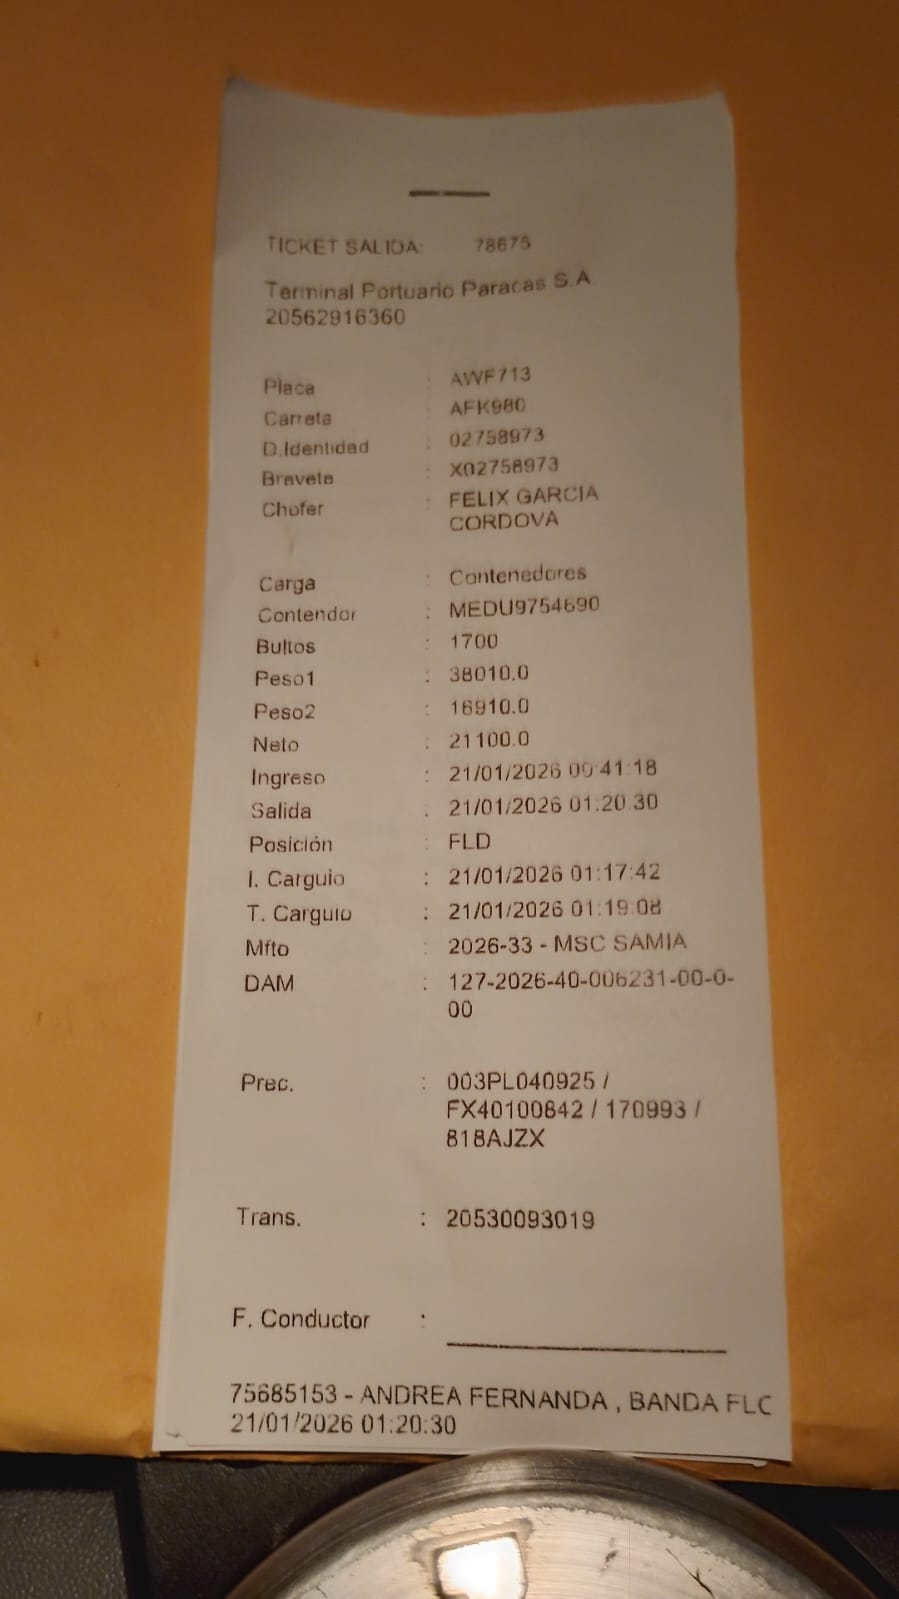 TICKET SALIDA: 78675
Terminal Portuario Paracas S.A.
20562916360
Placa : AWF713
Carreta : AFK980
D.Identidad : 02758973
Brevete : X02758973
Chofer : FELIX GARCIA
CORDOVA
Carga : Contenedores
Contendor : MEDU9754690
Bultos : 1700
Peso1 : 38010.0
Peso2 : 16910.0
Neto : 21100.0
Ingreso : 21/01/2026 00:41:18
Salida : 21/01/2026 01:20:30
Posición : FLD
I. Carguio : 21/01/2026 01:17:42
T. Carguio : 21/01/2026 01:19:08
Mfto : 2026-33 - MSC SAMIA
DAM : 127-2026-40-006231-00-0-
00
Prec. : 003PL040925 /
FX40100842 / 170993 /
818AJZX
Trans. : 20530093019
F. Conductor :
75685153 - ANDREA FERNANDA , BANDA FLC
21/01/2026 01:20:30